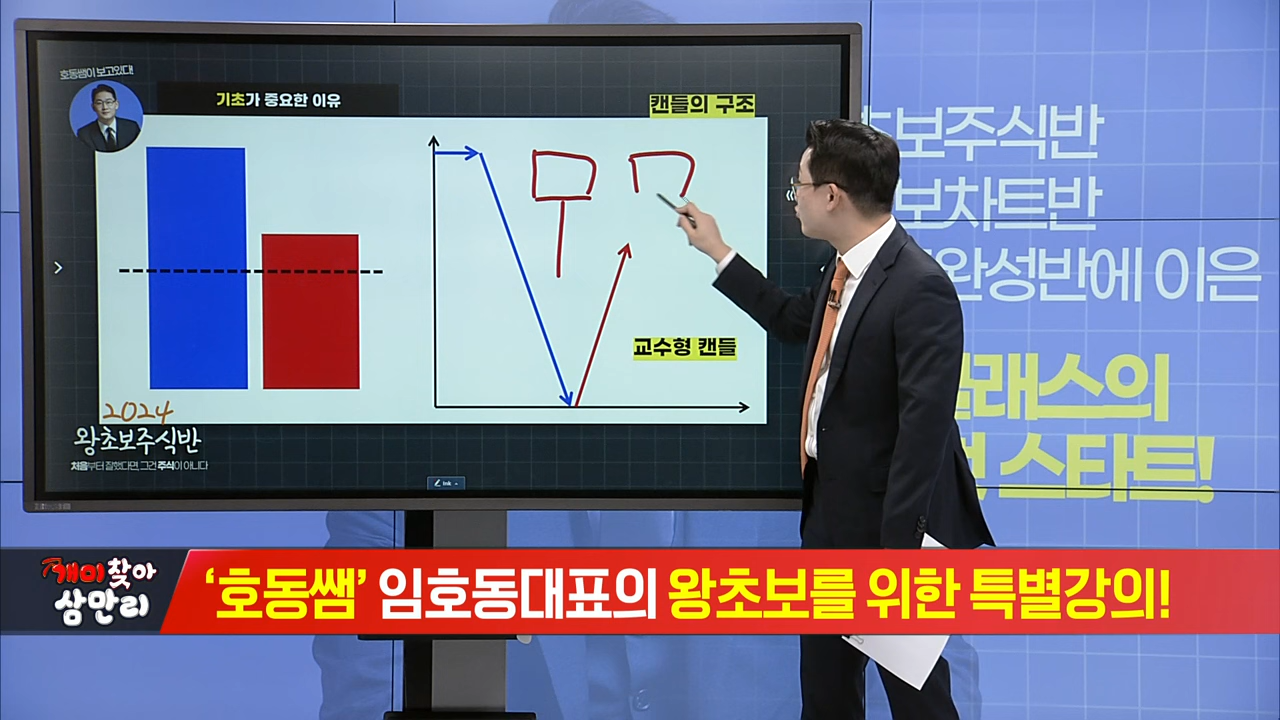 호동쌤이 보고있다!
기초가 중요한 이유
캔들의 구조
교수형 캔들
2024
왕초보주식반
처음부터 잘했다면, 그건 주식이 아니다
Ink
보주식반
보차트반
완성반에 이은
래스의
스타트!
개미찾아
삼만리
‘호동쌤’ 임호동대표의 왕초보를 위한 특별강의!